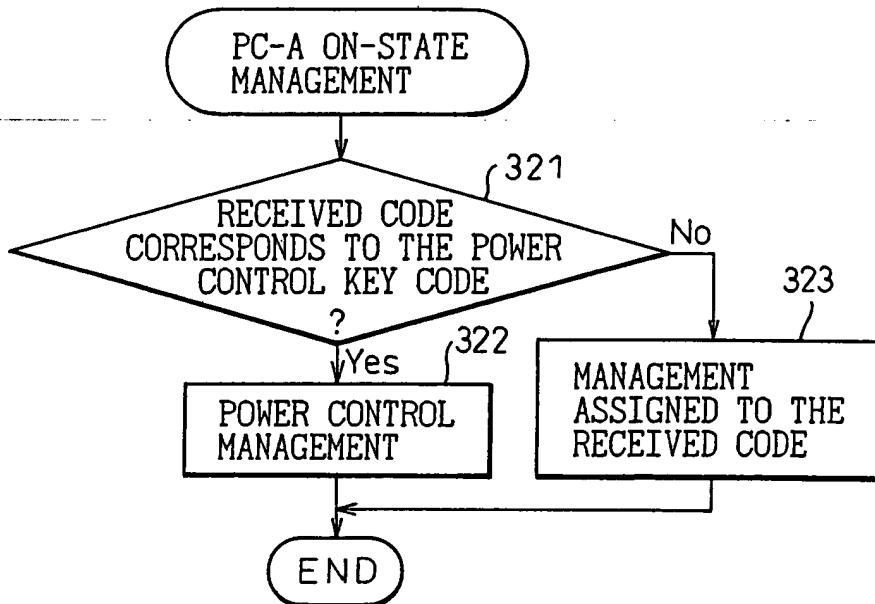 PC-A ON-STATE
MANAGEMENT
321
RECEIVED CODE
CORRESPONDS TO THE POWER
CONTROL KEY CODE
?
No
Yes
322
323
POWER CONTROL
MANAGEMENT
MANAGEMENT
ASSIGNED TO THE
RECEIVED CODE
END